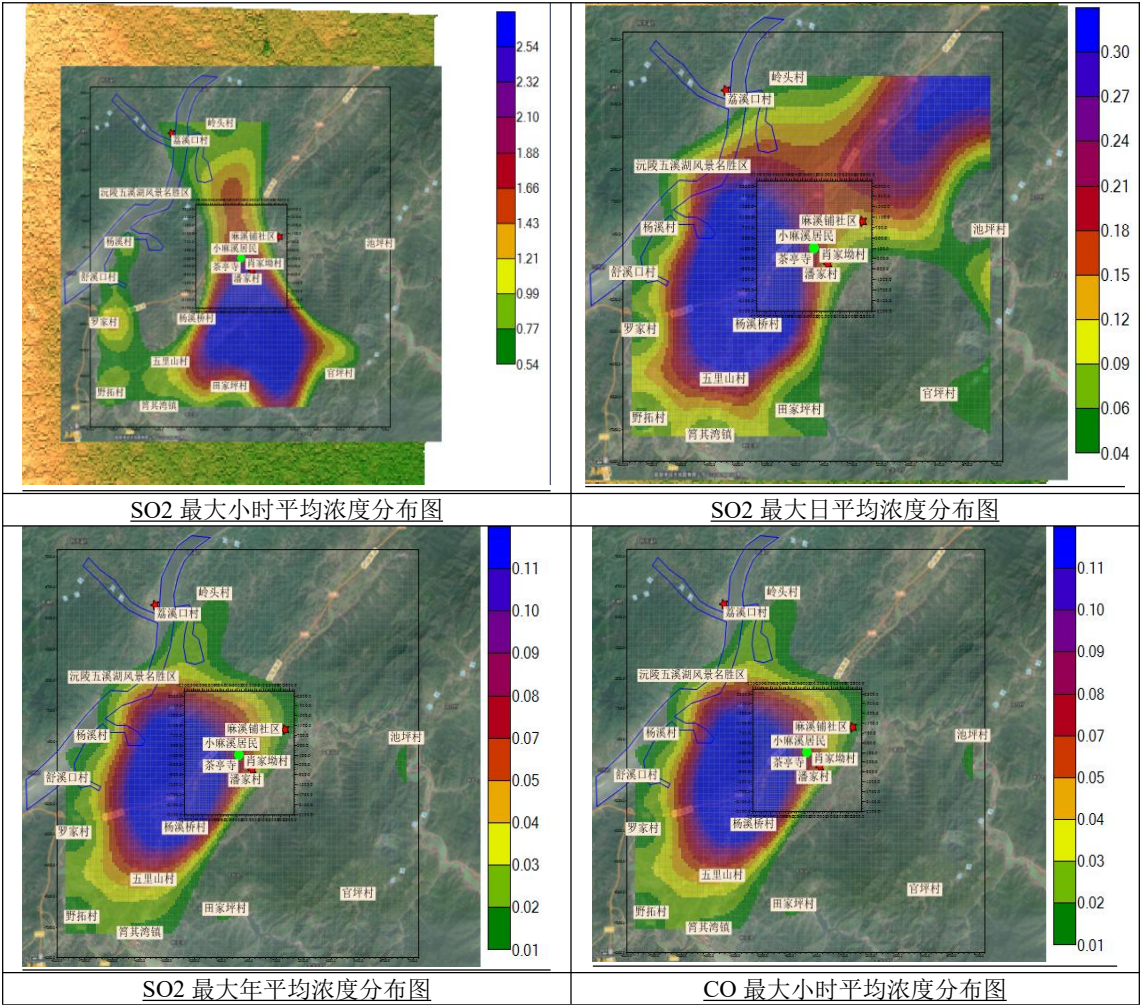 岭头村
荔溪口村
沅陵五溪湖风景名胜区
麻溪铺社区
杨溪村
小麻溪居民
池坪村
茶亭寺
肖家坳村
潘家村
舒溪口村
杨溪桥村
罗家村
五里山村
官坪村
田家坪村
野拓村
筲其湾镇
2.54
2.32
2.10
1.88
1.66
1.43
1.21
0.99
0.77
0.54
SO2 最大小时平均浓度分布图
岭头村
荔溪口村
沅陵五溪湖风景名胜区
麻溪铺社区
杨溪村
池坪村
小麻溪居民
茶亭寺
肖家坳村
舒溪口村
潘家村
罗家村
杨溪桥村
五里山村
官坪村
田家坪村
野拓村
筲其湾镇
0.30
0.27
0.24
0.21
0.18
0.15
0.12
0.09
0.06
0.04
SO2 最大日平均浓度分布图
岭头村
荔溪口村
沅陵五溪湖风景名胜区
麻溪铺社区
杨溪村
池坪村
小麻溪居民
茶亭寺
肖家坳村
舒溪口村
潘家村
罗家村
杨溪桥村
五里山村
官坪村
田家坪村
野拓村
筲其湾镇
0.11
0.10
0.09
0.08
0.07
0.05
0.04
0.03
0.02
0.01
SO2 最大年平均浓度分布图
岭头村
荔溪口村
沅陵五溪湖风景名胜区
麻溪铺社区
杨溪村
池坪村
小麻溪居民
茶亭寺
肖家坳村
舒溪口村
潘家村
罗家村
杨溪桥村
五里山村
官坪村
田家坪村
野拓村
筲其湾镇
0.11
0.10
0.09
0.08
0.07
0.05
0.04
0.03
0.02
0.01
CO 最大小时平均浓度分布图